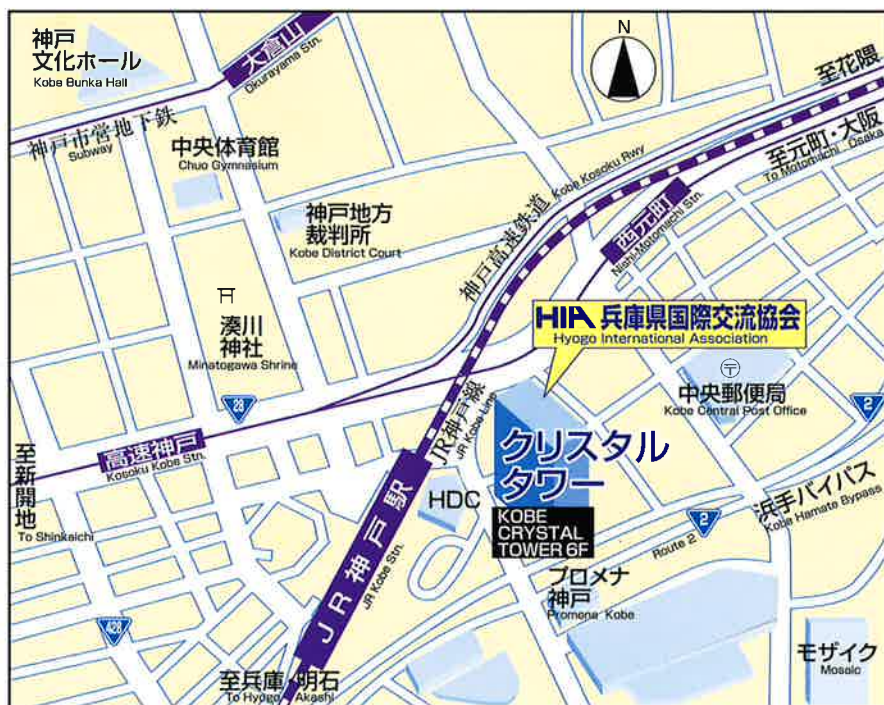 神戸
文化ホール
Kobe Bunka Hall
大倉山
Okurayama Stn.
N
至花隈
神戸市営地下鉄
Subway
中央体育館
Chuo Gymnasium
至元町・大阪
To Motomachi Osaka
神戸高速鉄道
Kobe Kosoku Rwy
神戸地方
裁判所
Kobe District Court
西元町
Nishi-Motomachi Stn.
湊川
神社
Minatogawa Shrine
HIA 兵庫県国際交流協会
Hyogo International Association
〒
中央郵便局
Kobe Central Post Office
28
2
JR神戸線
JR Kobe Line
高速神戸
Kosoku Kobe Stn.
クリスタル
タワー
KOBE
CRYSTAL
TOWER 6F
至新開地
To Shinkaichi
HDC
浜手バイパス
Kobe Hamate Bypass
2
Route 2
JR神戸駅
JR Kobe Stn.
プロメナ
神戸
Promena Kobe
428
モザイク
Mosaic
至兵庫・明石
To Hyogo Akashi